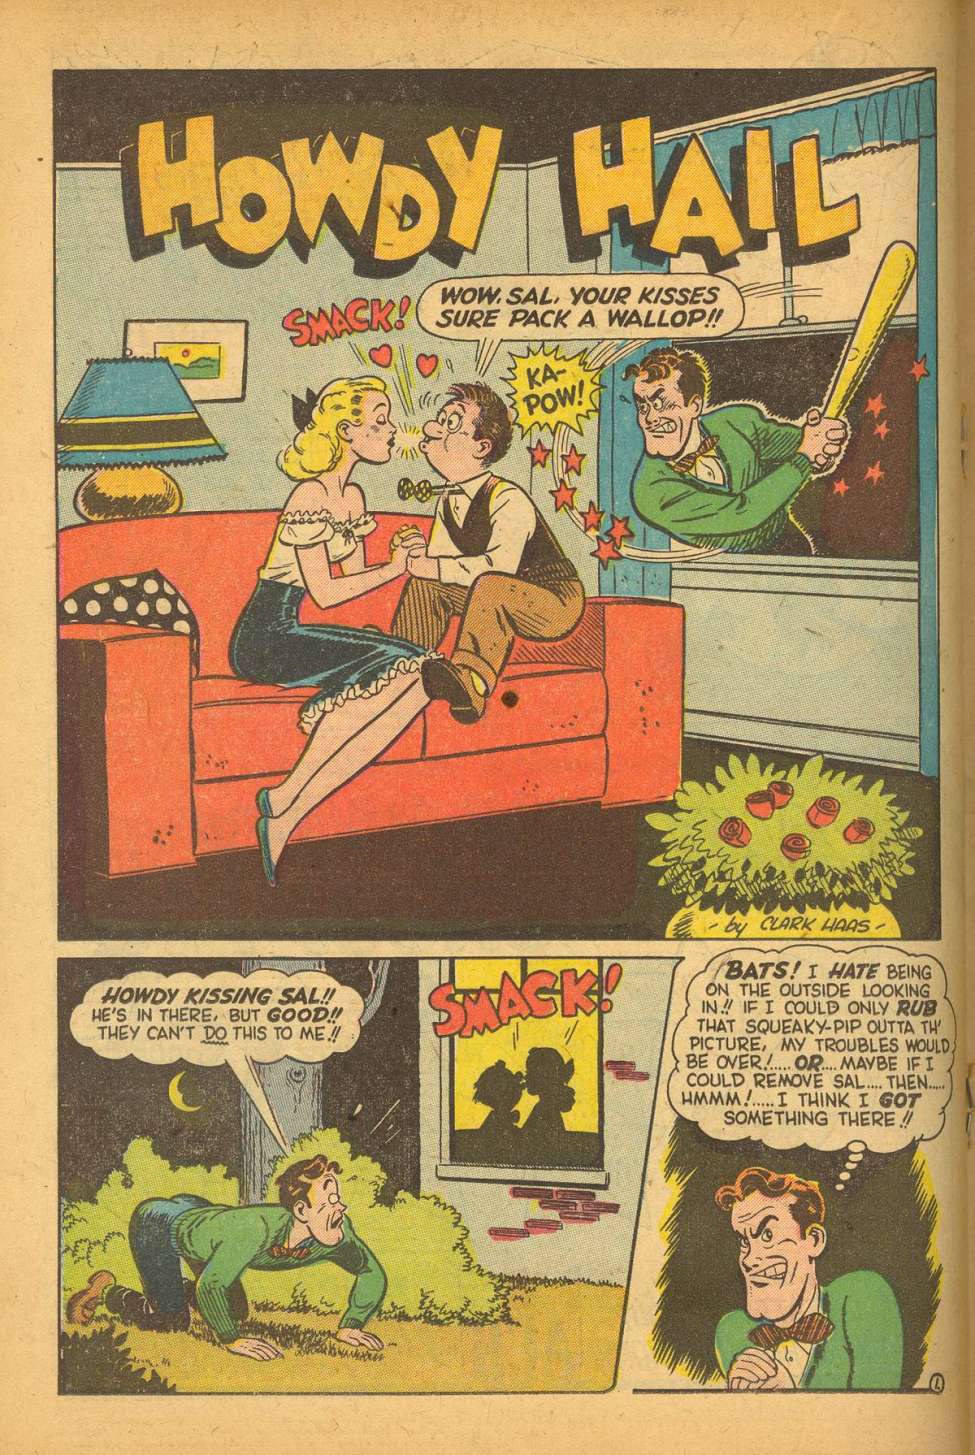 HOWDY HAIL
SMACK!
WOW, SAL, YOUR KISSES
SURE PACK A WALLOP!!
KA-
POW!
- by CLARK HAAS -
HOWDY KISSING SAL!!
HE'S IN THERE, BUT GOOD!!
THEY CAN'T DO THIS TO ME!!
SMACK!
BATS! I HATE BEING
ON THE OUTSIDE LOOKING
IN!! IF I COULD ONLY RUB
THAT SQUEAKY-PIP OUTTA TH'
PICTURE, MY TROUBLES WOULD
BE OVER!..... OR.... MAYBE IF I
COULD REMOVE SAL.... THEN.....
HMMM!.....I THINK I GOT
SOMETHING THERE!!
1